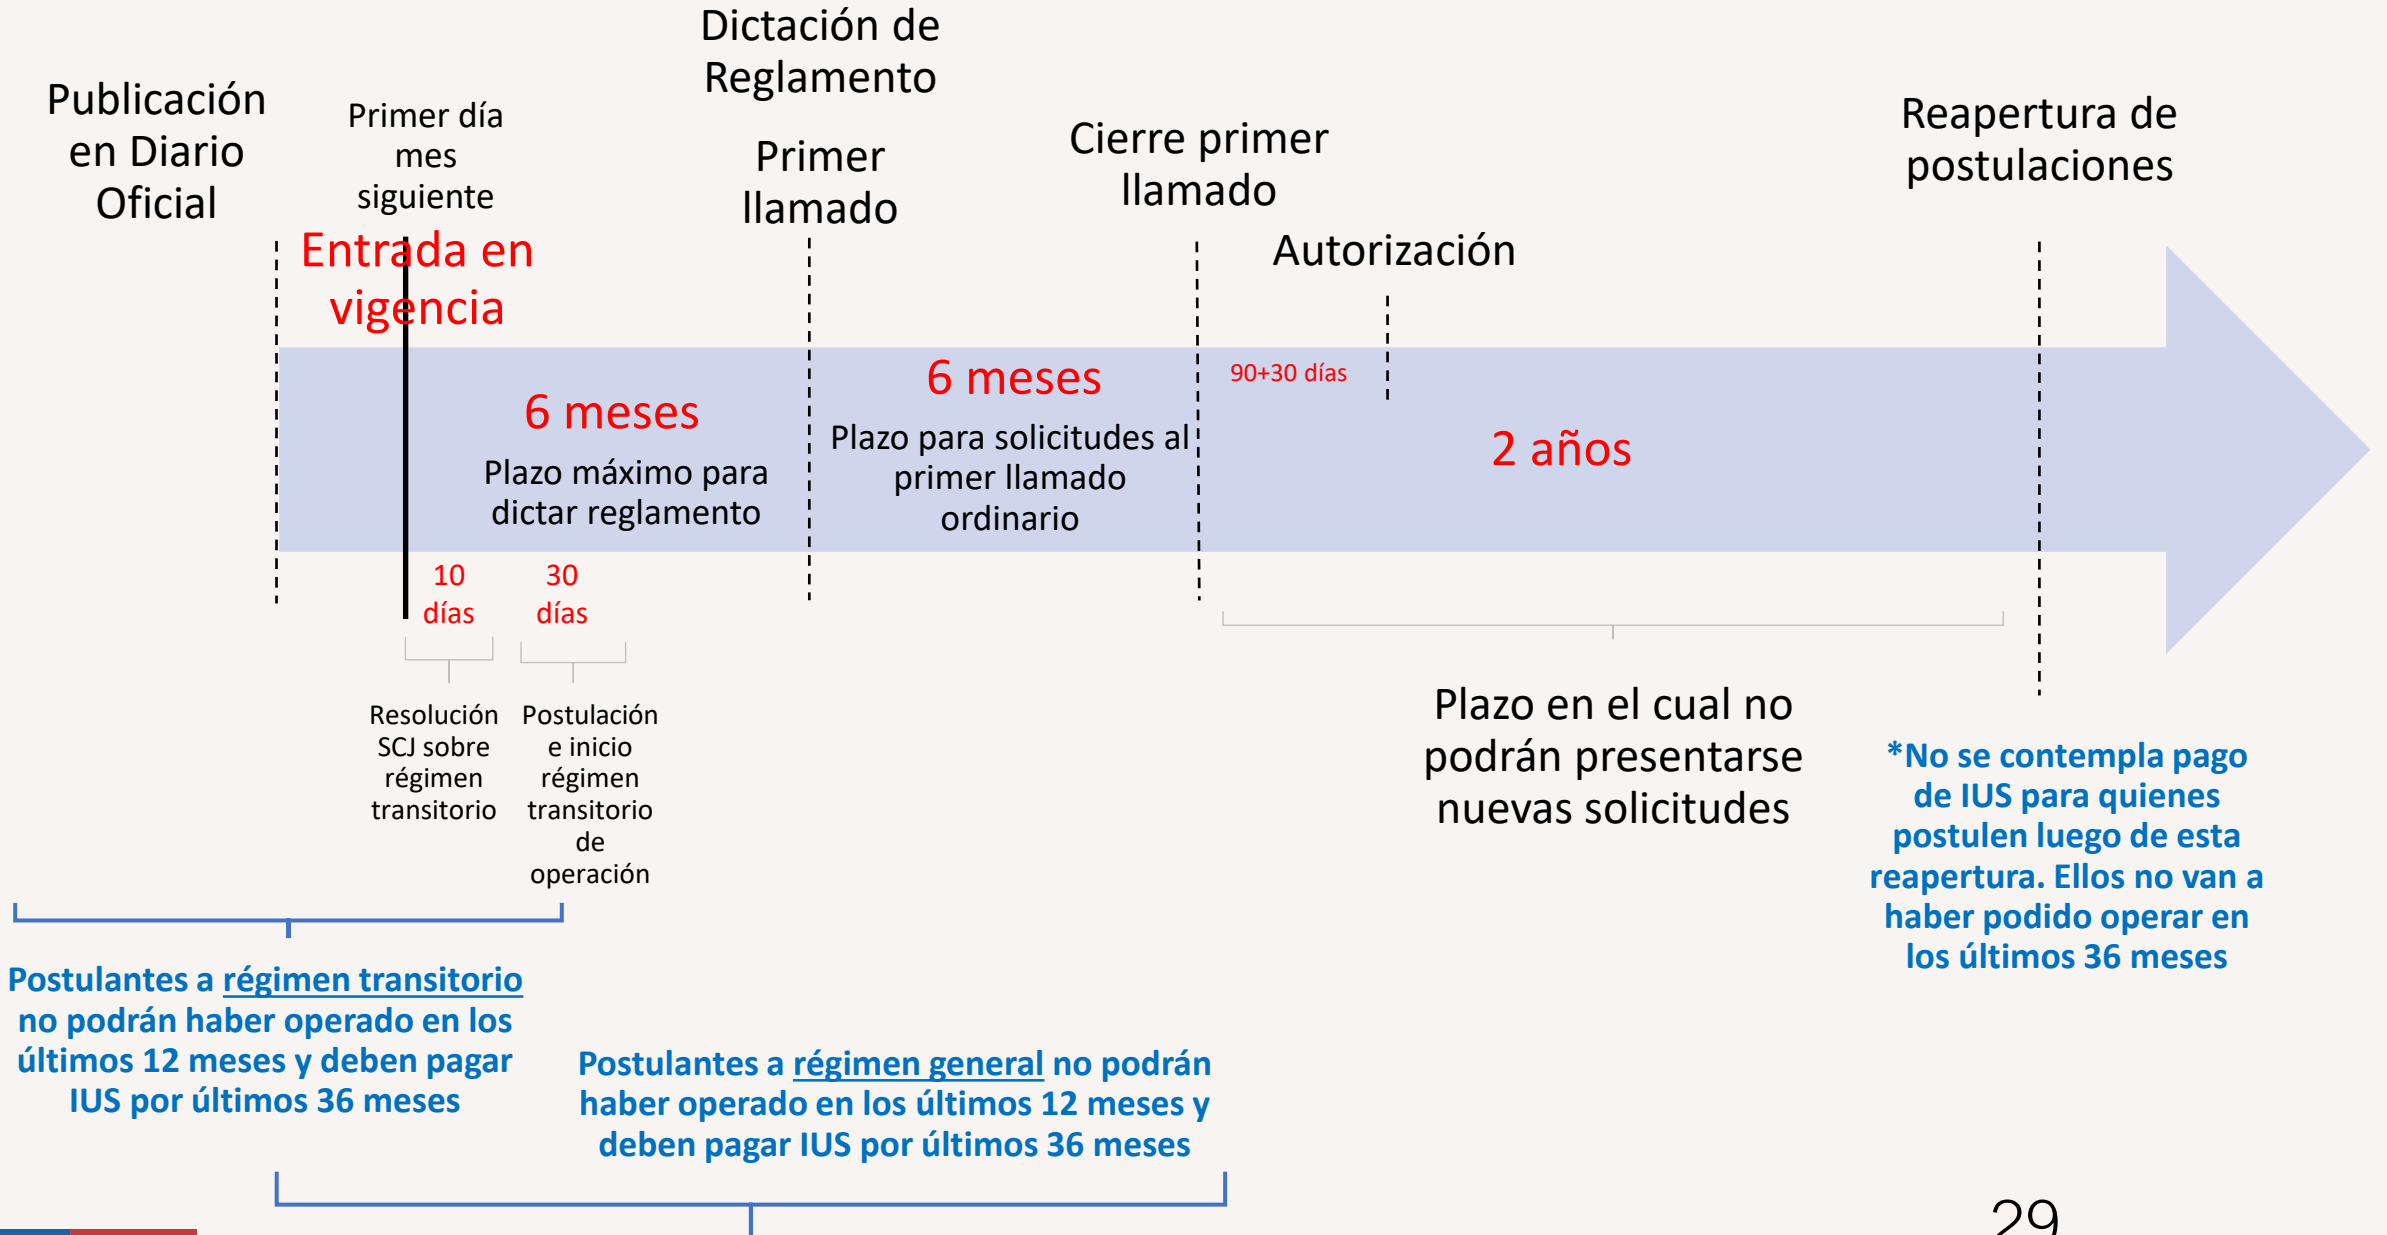 Publicación
en Diario
Oficial
Primer día
mes
siguiente
Entrada en
vigencia
Dictación de
Reglamento
Primer
llamado
Cierre primer
llamado
Autorización
Reapertura de
postulaciones
6 meses
Plazo máximo para
dictar reglamento
6 meses
Plazo para solicitudes al
primer llamado
ordinario
90+30 días
2 años
10
días
30
días
Resolución
SCJ sobre
régimen
transitorio
Postulación
e inicio
régimen
transitorio
de
operación
Plazo en el cual no
podrán presentarse
nuevas solicitudes
*No se contempla pago
de IUS para quienes
postulen luego de esta
reapertura. Ellos no van a
haber podido operar en
los últimos 36 meses
Postulantes a régimen transitorio
no podrán haber operado en los
últimos 12 meses y deben pagar
IUS por últimos 36 meses
Postulantes a régimen general no podrán
haber operado en los últimos 12 meses y
deben pagar IUS por últimos 36 meses
29